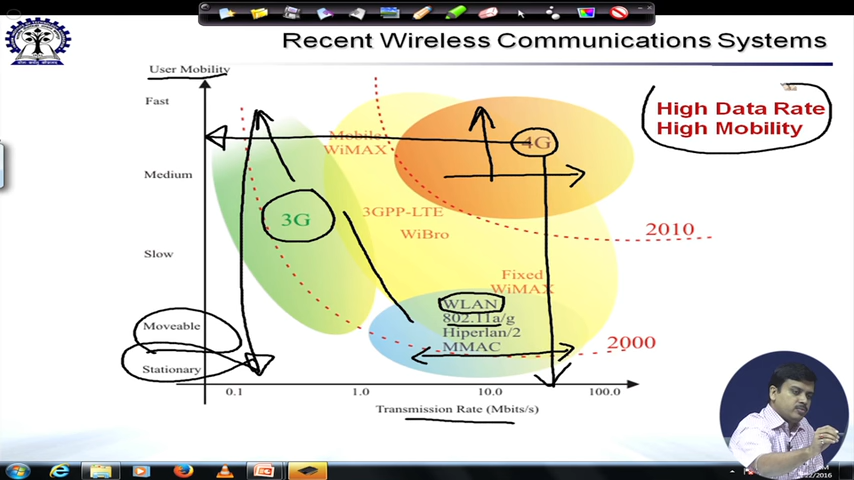 Recent Wireless Communications Systems
User Mobility
Fast
Medium
Slow
Moveable
Stationary
High Data Rate
High Mobility
Mobile
WiMAX
4G
3G
3GPP-LTE
WiBro
2010
Fixed
WiMAX
WLAN
802.11a/g
Hiperlan/2
MMAC
2000
0.1
1.0
10.0
100.0
Transmission Rate (Mbits/s)